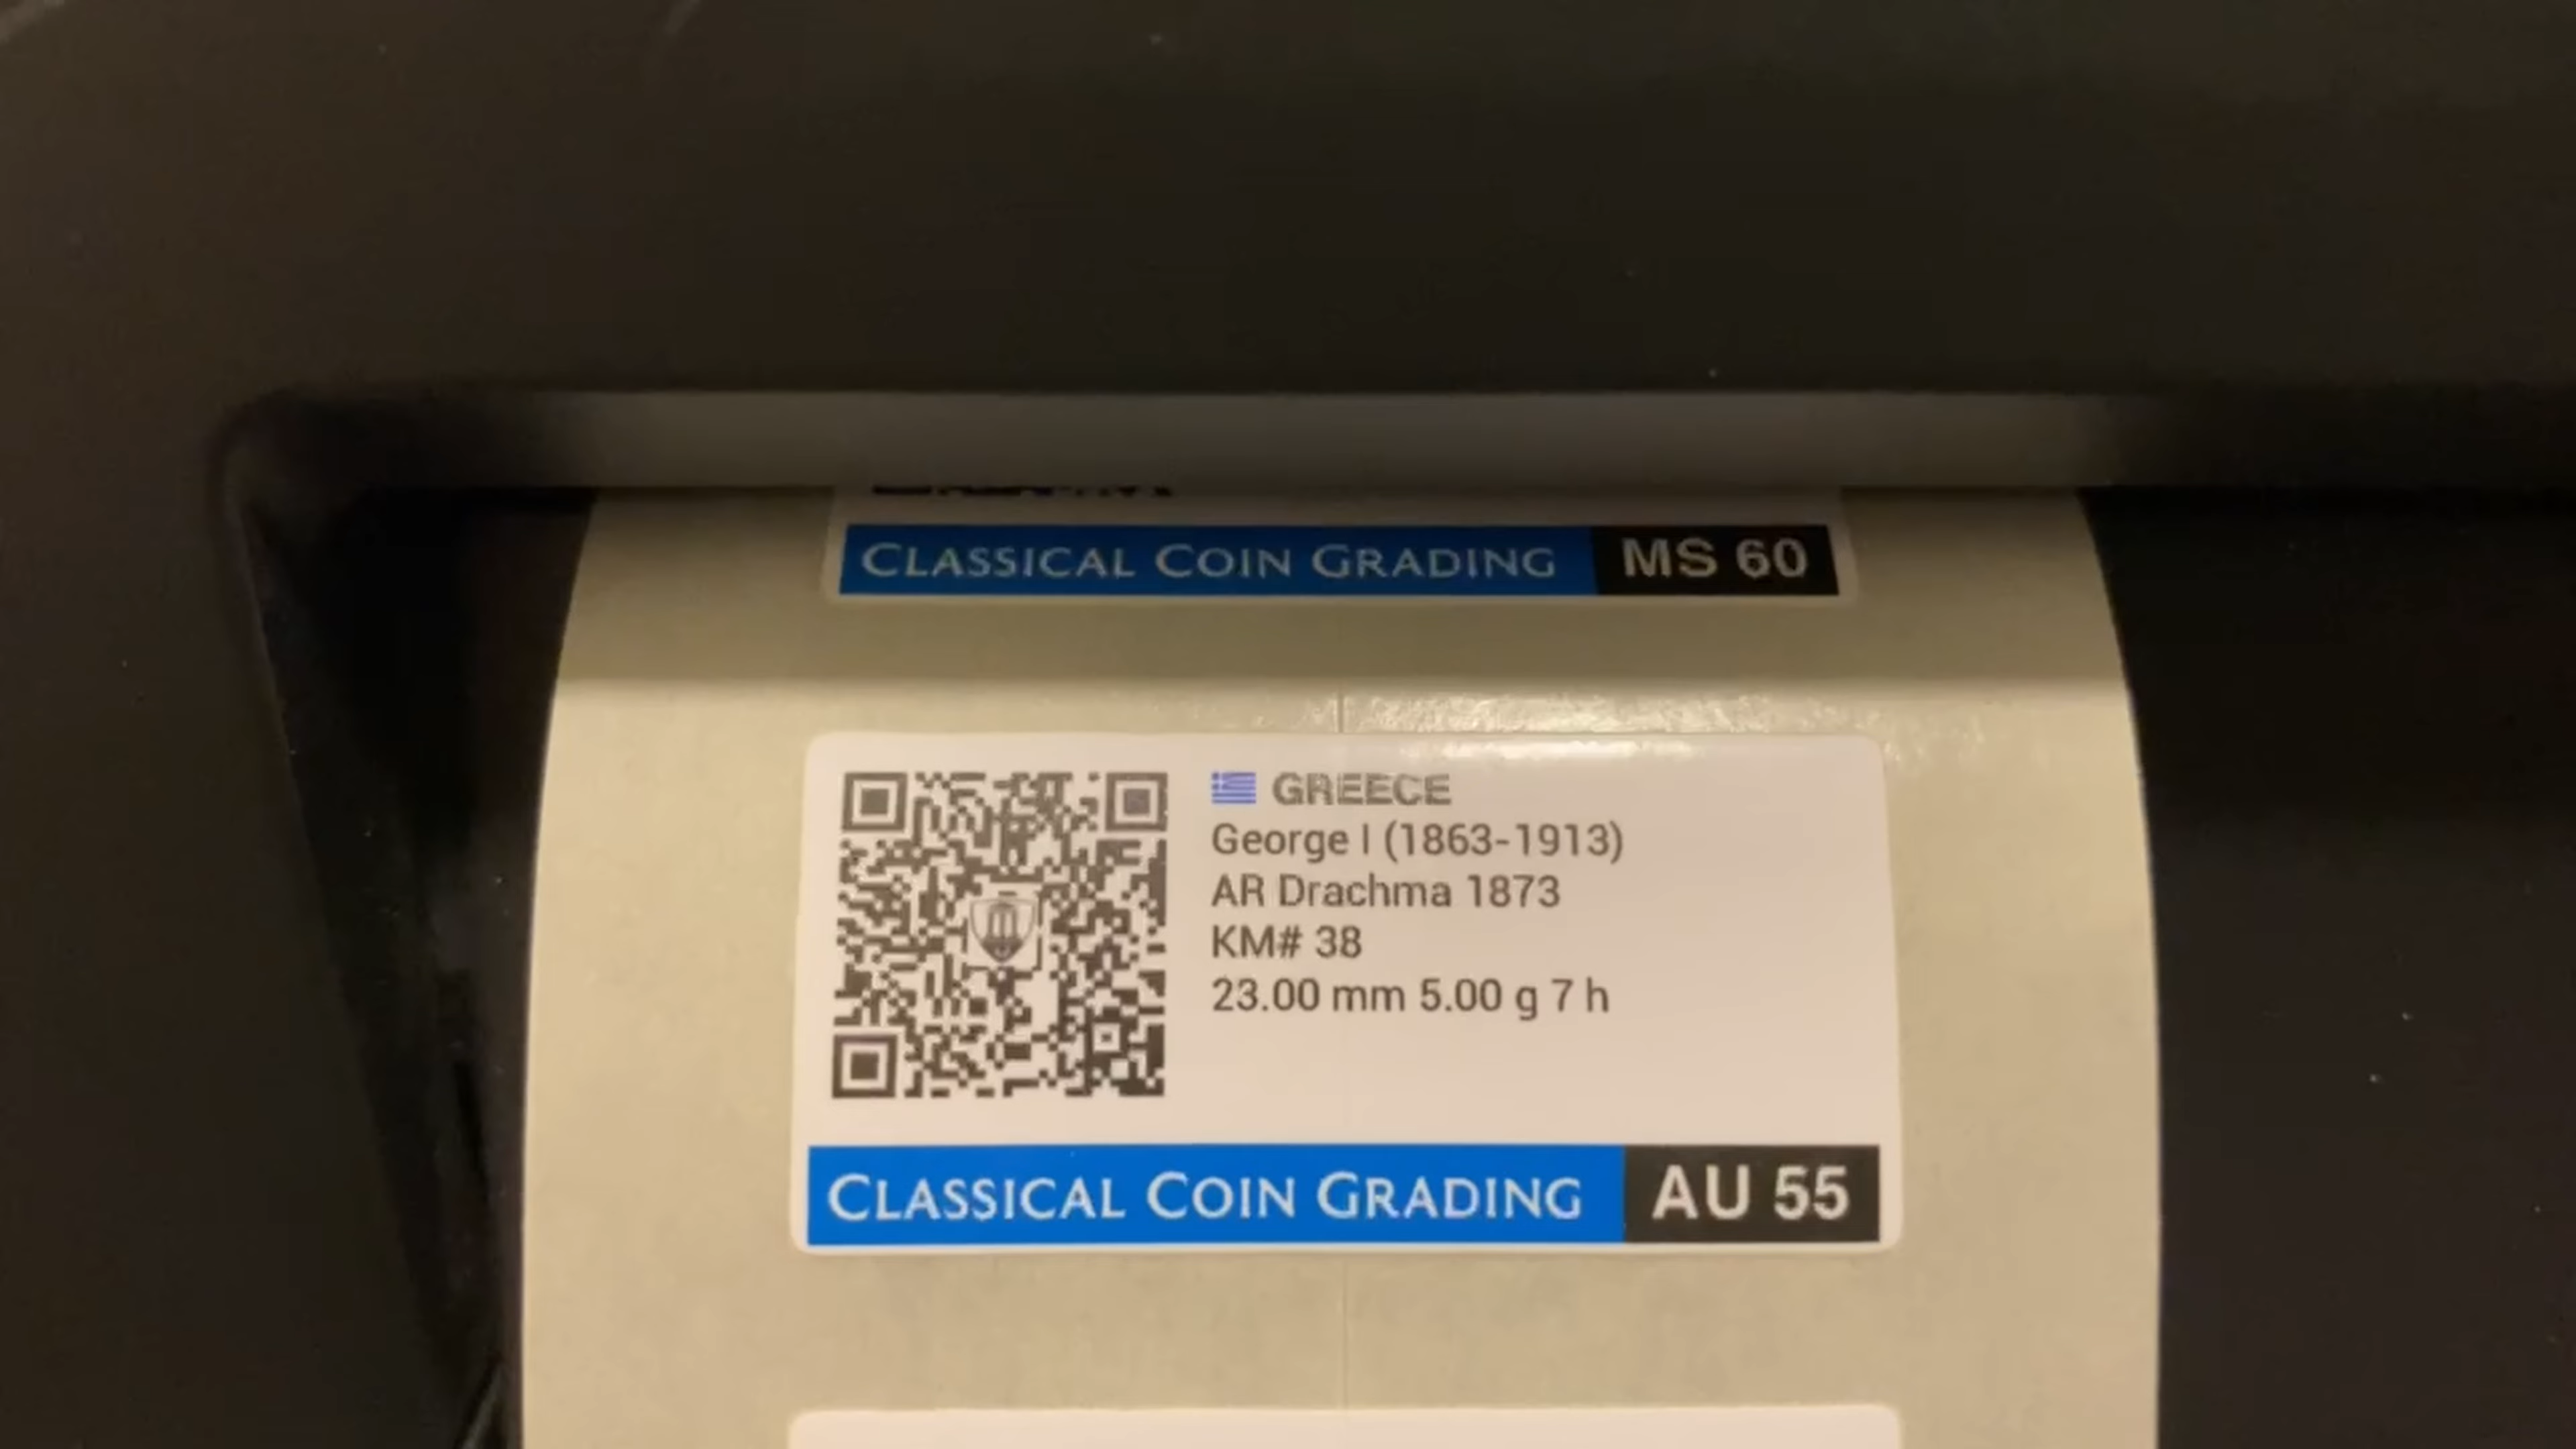 CLASSICAL COIN GRADING MS 60
GREECE
George I (1863-1913)
AR Drachma 1873
KM# 38
23.00 mm 5.00 g 7 h
CLASSICAL COIN GRADING AU 55